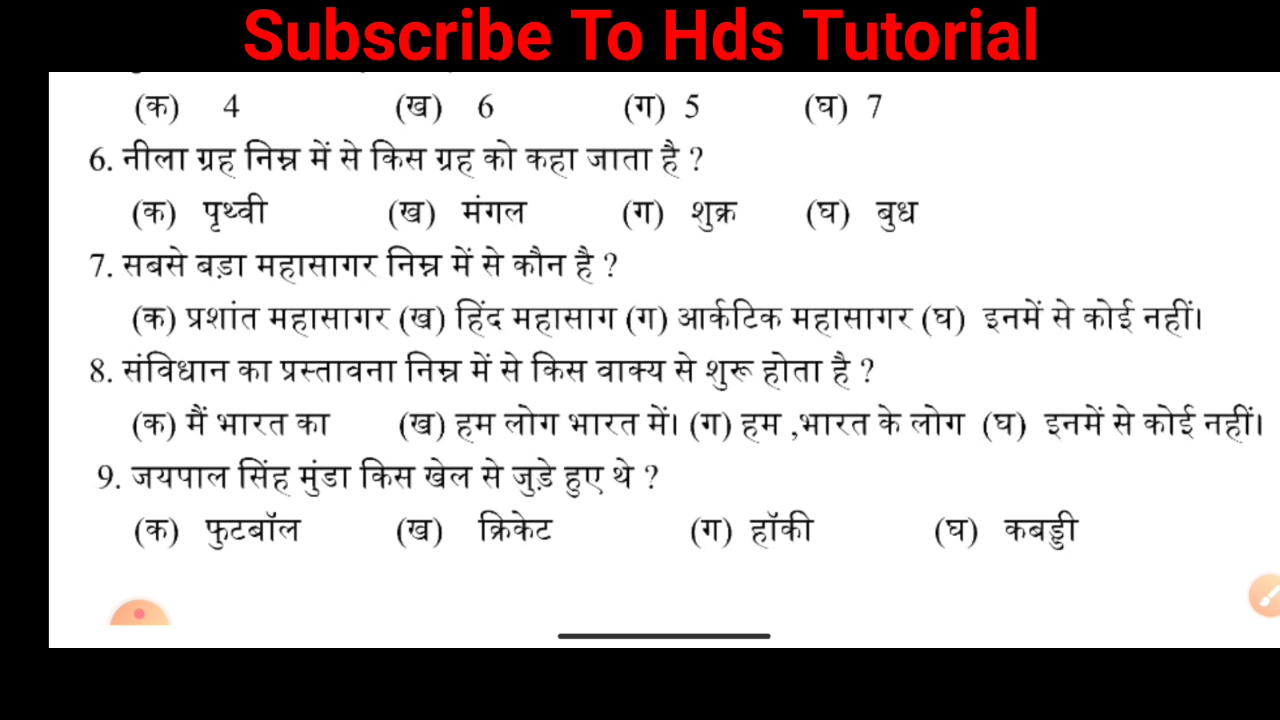 Subscribe To Hds Tutorial
(क) 4 (ख) 6 (ग) 5 (घ) 7
6. नीला ग्रह निम्न में से किस ग्रह को कहा जाता है ?
(क) पृथ्वी (ख) मंगल (ग) शुक्र (घ) बुध
7. सबसे बड़ा महासागर निम्न में से कौन है ?
(क) प्रशांत महासागर (ख) हिंद महासाग (ग) आर्कटिक महासागर (घ) इनमें से कोई नहीं।
8. संविधान का प्रस्तावना निम्न में से किस वाक्य से शुरू होता है ?
(क) मैं भारत का (ख) हम लोग भारत में। (ग) हम ,भारत के लोग (घ) इनमें से कोई नहीं।
9. जयपाल सिंह मुंडा किस खेल से जुड़े हुए थे ?
(क) फुटबॉल (ख) क्रिकेट (ग) हॉकी (घ) कबड्डी